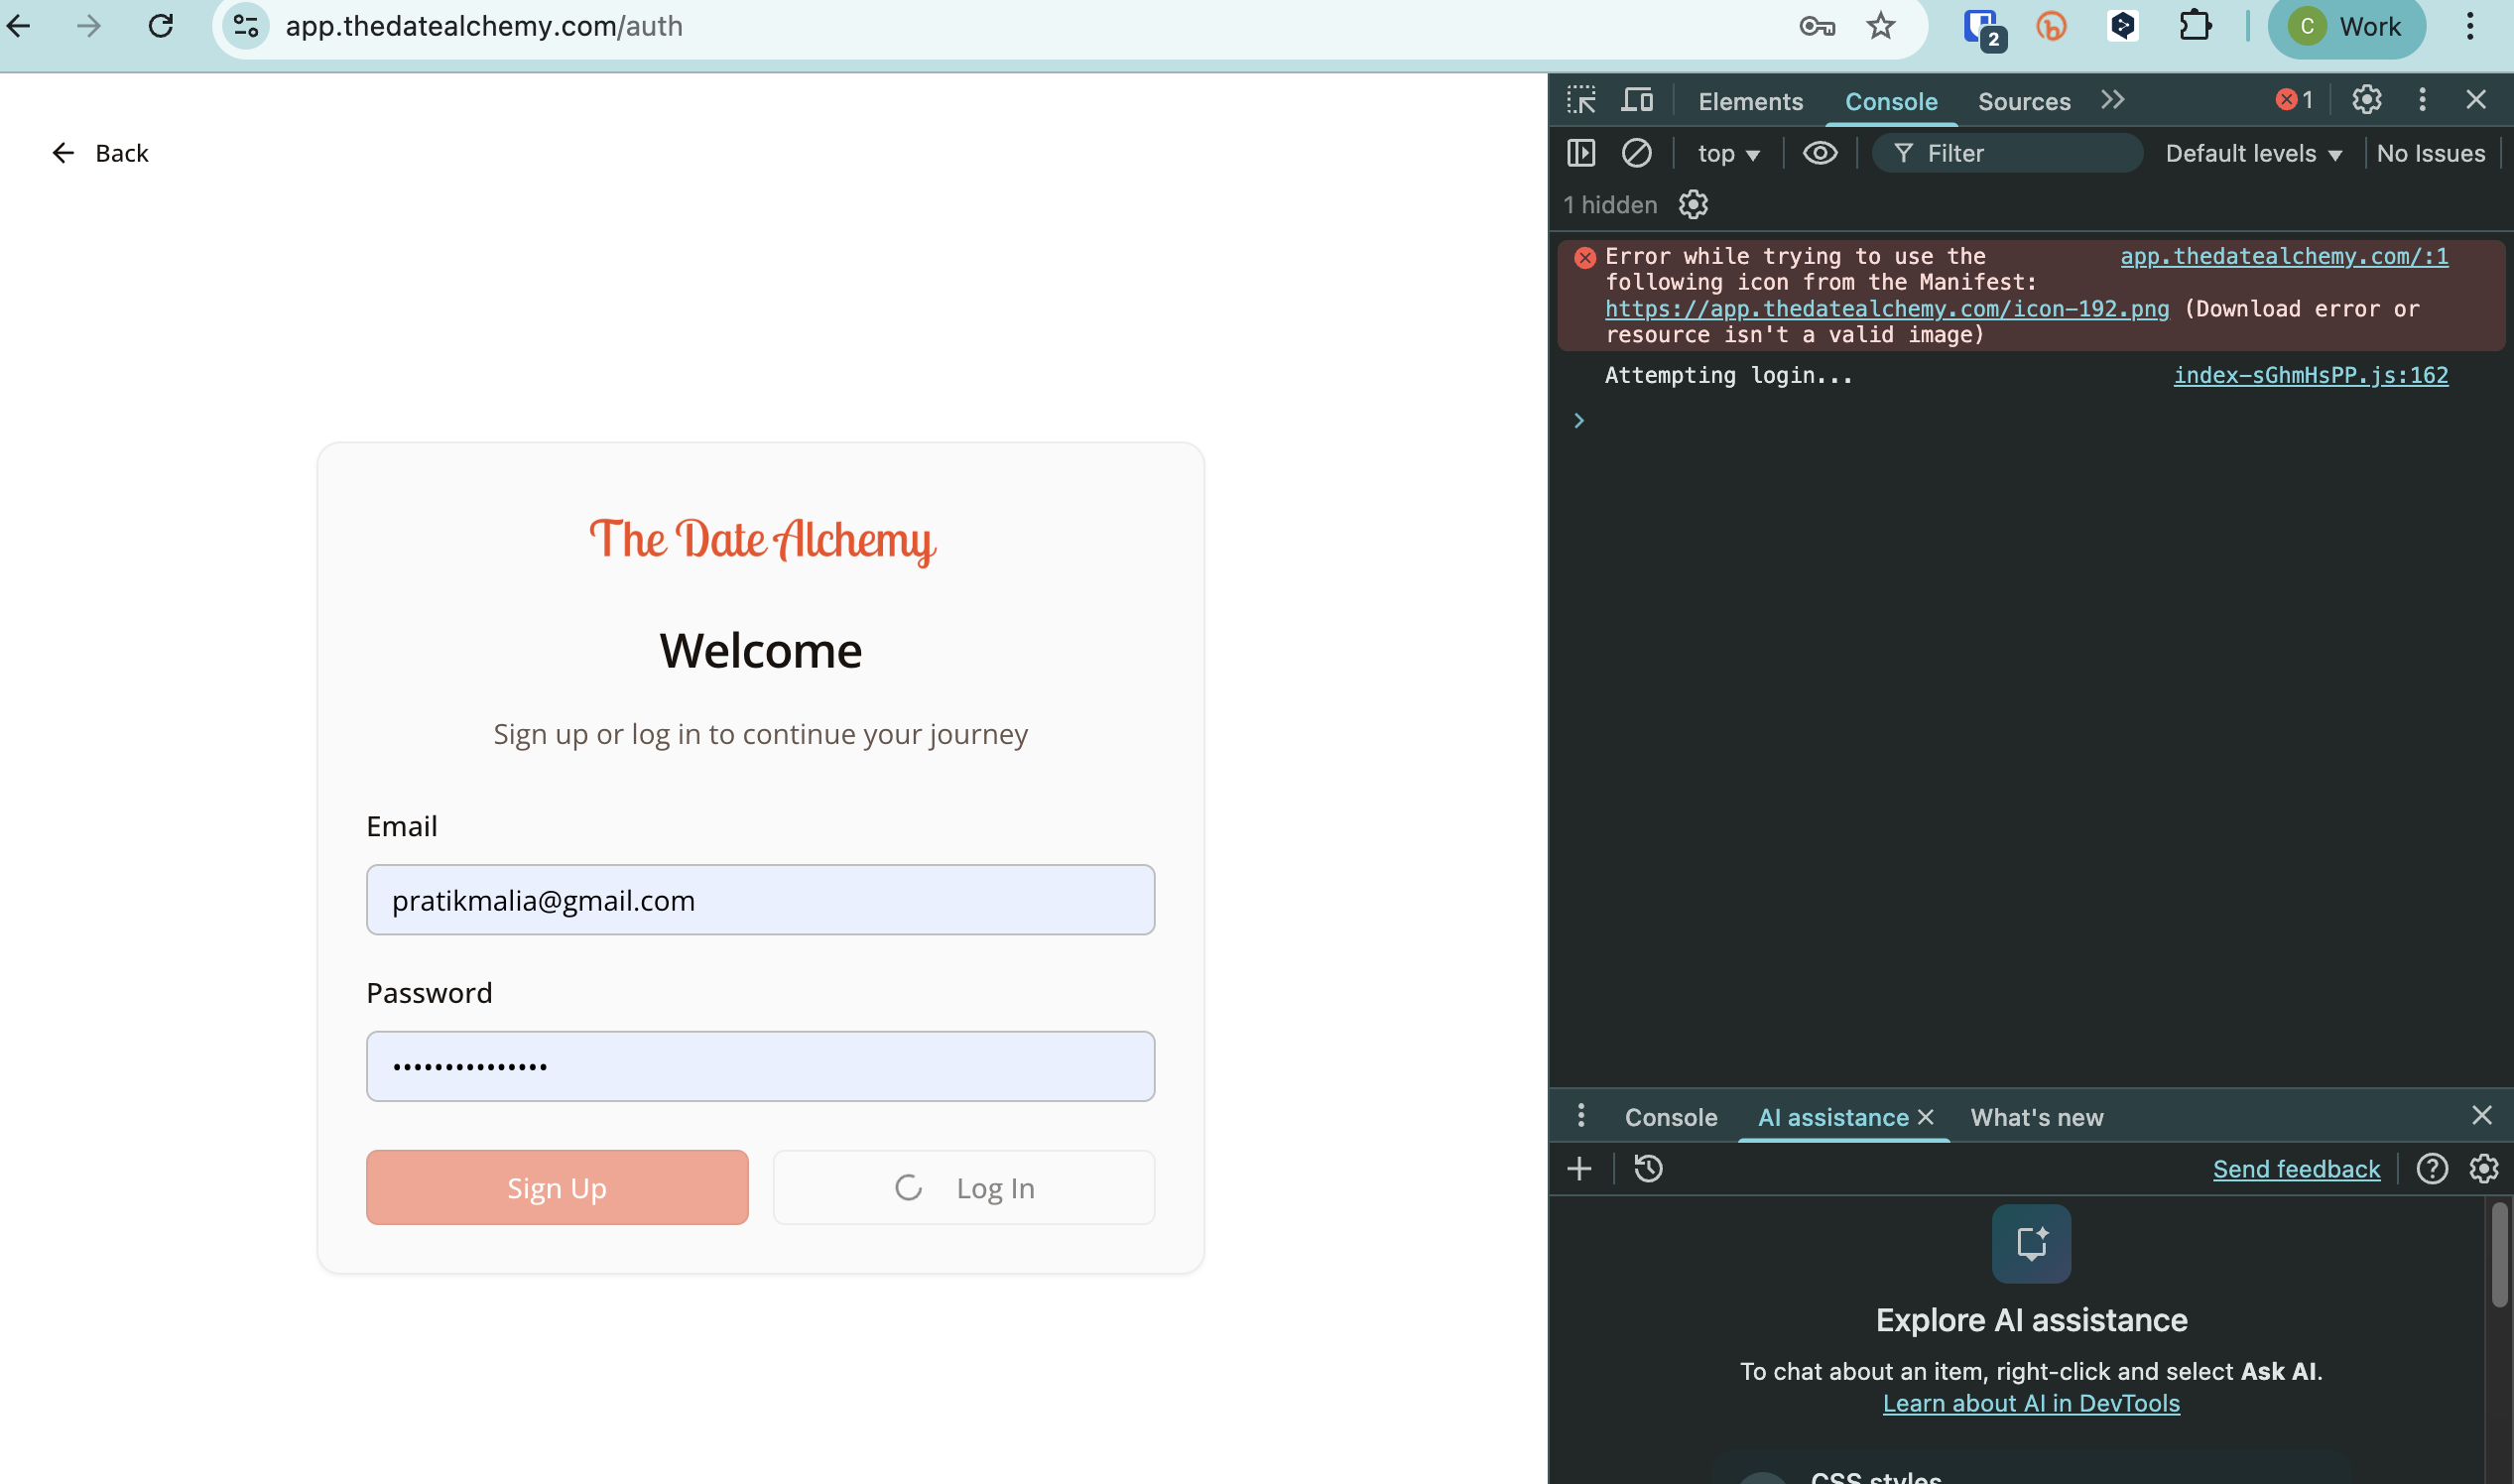 app.thedatealchemy.com/auth
2
C
Work
Back
The Date Alchemy
Welcome
Sign up or log in to continue your journey
Email
pratikmalia@gmail.com
Password
•••••••••••••••
Sign Up
Log In
Elements
Console
Sources
1
top
Filter
Default levels
No Issues
1 hidden
Error while trying to use the app.thedatealchemy.com/:1
following icon from the Manifest:
https://app.thedatealchemy.com/icon-192.png (Download error or
resource isn't a valid image)
Attempting login... index-sGhmHsPP.js:162
Console
AI assistance
What's new
Send feedback
Explore AI assistance
To chat about an item, right-click and select Ask AI.
Learn about AI in DevTools
CSS styles